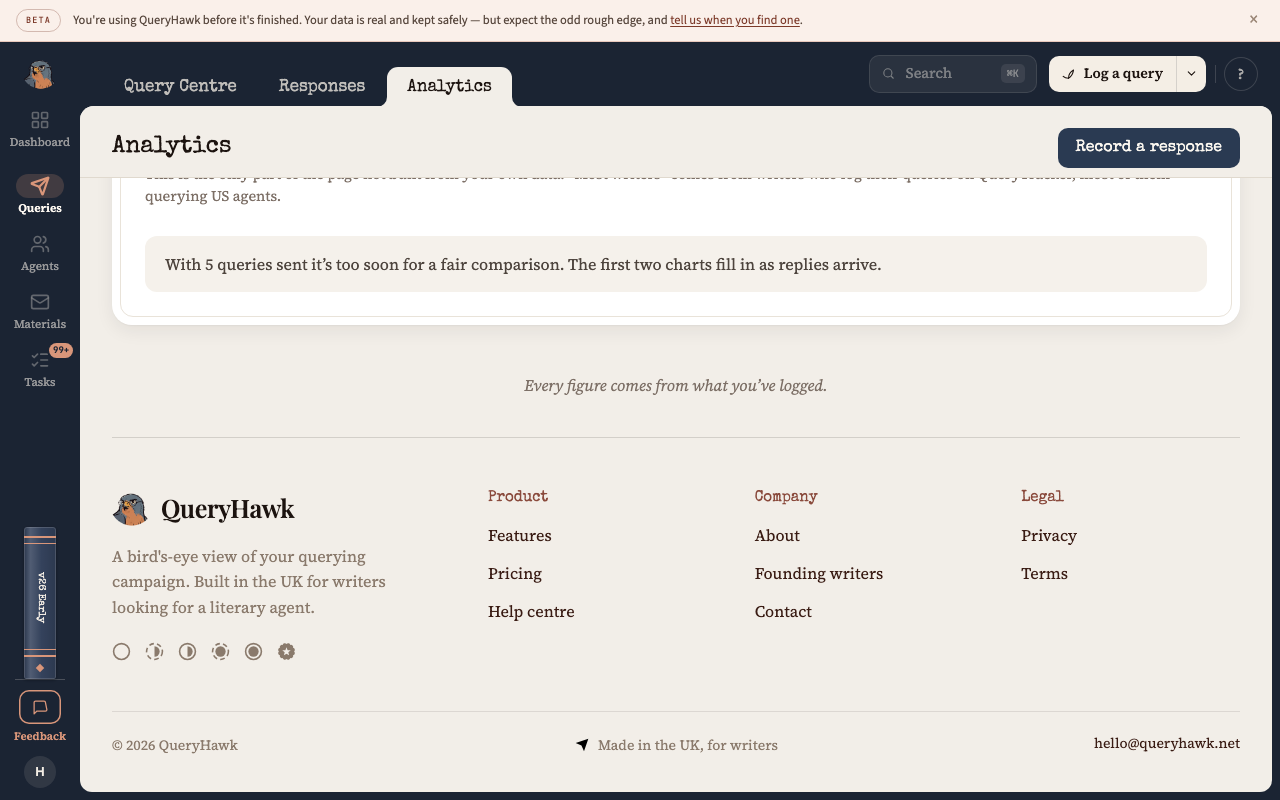 BETA
You're using QueryHawk before it's finished. Your data is real and kept safely — but expect the odd rough edge, and tell us when you find one.
×
Query Centre
Responses
Analytics
Search
⌘K
Log a query
?
Dashboard
Queries
Agents
Materials
99+
Tasks
v26 Early
Feedback
H
Analytics
Record a response
querying US agents.
With 5 queries sent it’s too soon for a fair comparison. The first two charts fill in as replies arrive.
Every figure comes from what you’ve logged.
QueryHawk
A bird's-eye view of your querying
campaign. Built in the UK for writers
looking for a literary agent.
Product
Features
Pricing
Help centre
Company
About
Founding writers
Contact
Legal
Privacy
Terms
© 2026 QueryHawk
Made in the UK, for writers
hello@queryhawk.net